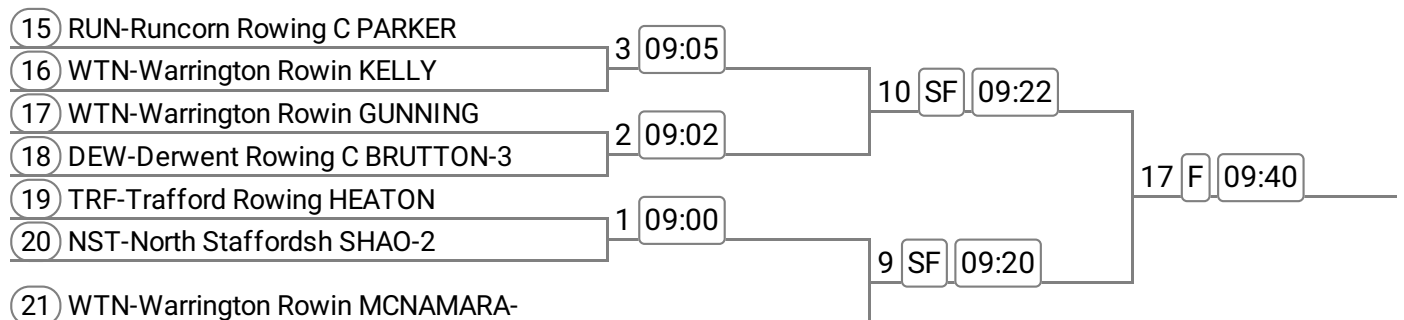 15 RUN-Runcorn Rowing C PARKER
3 09:05
16 WTN-Warrington Rowin KELLY
10 SF 09:22
17 WTN-Warrington Rowin GUNNING
2 09:02
18 DEW-Derwent Rowing C BRUTTON-3
17 F 09:40
19 TRF-Trafford Rowing HEATON
1 09:00
20 NST-North Staffordsh SHAO-2
9 SF 09:20
21 WTN-Warrington Rowin MCNAMARA-